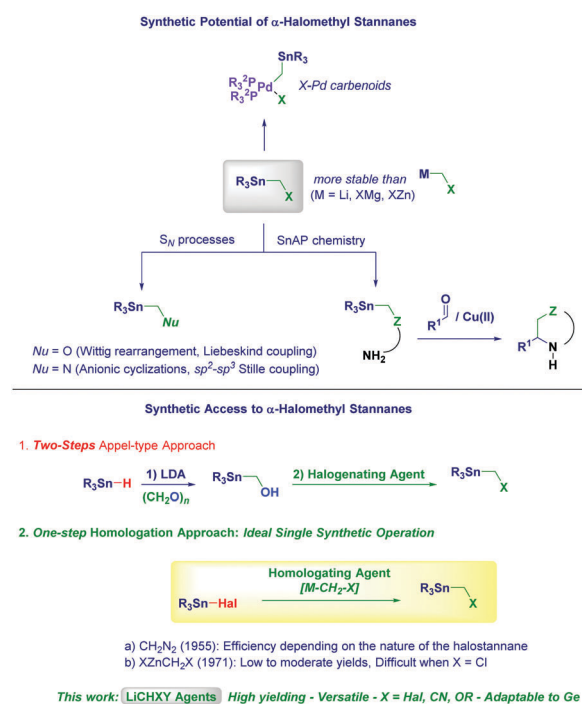 Synthetic Potential of α-Halomethyl Stannanes
SnR₃
R₃²P
R₃²P Pd
X
X-Pd carbenoids
R₃Sn
X
more stable than
(M = Li, XMg, XZn)
M
X
S_N processes
SnAP chemistry
R₃Sn
Nu
R₃Sn
Z
NH₂
O
R¹ / Cu(II)
Z
R¹ N
H
Nu = O (Wittig rearrangement, Liebeskind coupling)
Nu = N (Anionic cyclizations, sp²-sp³ Stille coupling)
Synthetic Access to α-Halomethyl Stannanes
1. Two-Steps Appel-type Approach
R₃Sn–H
1) LDA
(CH₂O)ₙ
R₃Sn
OH
2) Halogenating Agent
R₃Sn
X
2. One-step Homologation Approach: Ideal Single Synthetic Operation
R₃Sn–Hal
Homologating Agent
[M-CH₂-X]
R₃Sn
X
a) CH₂N₂ (1955): Efficiency depending on the nature of the halostannane
b) XZnCH₂X (1971): Low to moderate yields, Difficult when X = Cl
This work: LiCHXY Agents High yielding - Versatile - X = Hal, CN, OR - Adaptable to Ge